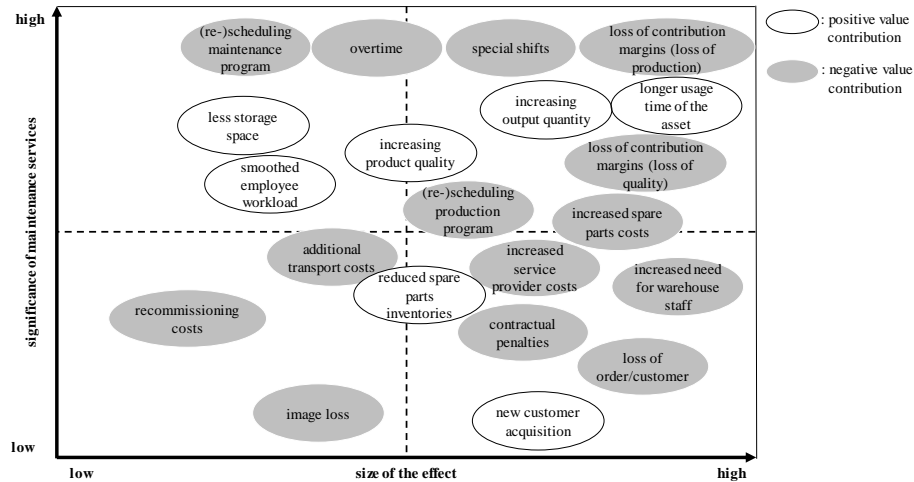 high
(re-)scheduling
maintenance
program
overtime
special shifts
loss of contribution
margins (loss of
production)
: positive value
contribution
: negative value
contribution
less storage
space
increasing
product quality
increasing
output quantity
longer usage
time of the
asset
smoothed
employee
workload
loss of contribution
margins (loss of
quality)
(re-)scheduling
production
program
increased spare
parts costs
significance of maintenance services
additional
transport costs
reduced spare
parts
inventories
increased
service
provider costs
increased need
for warehouse
staff
recommissioning
costs
contractual
penalties
loss of
order/customer
image loss
new customer
acquisition
low
low
size of the effect
high